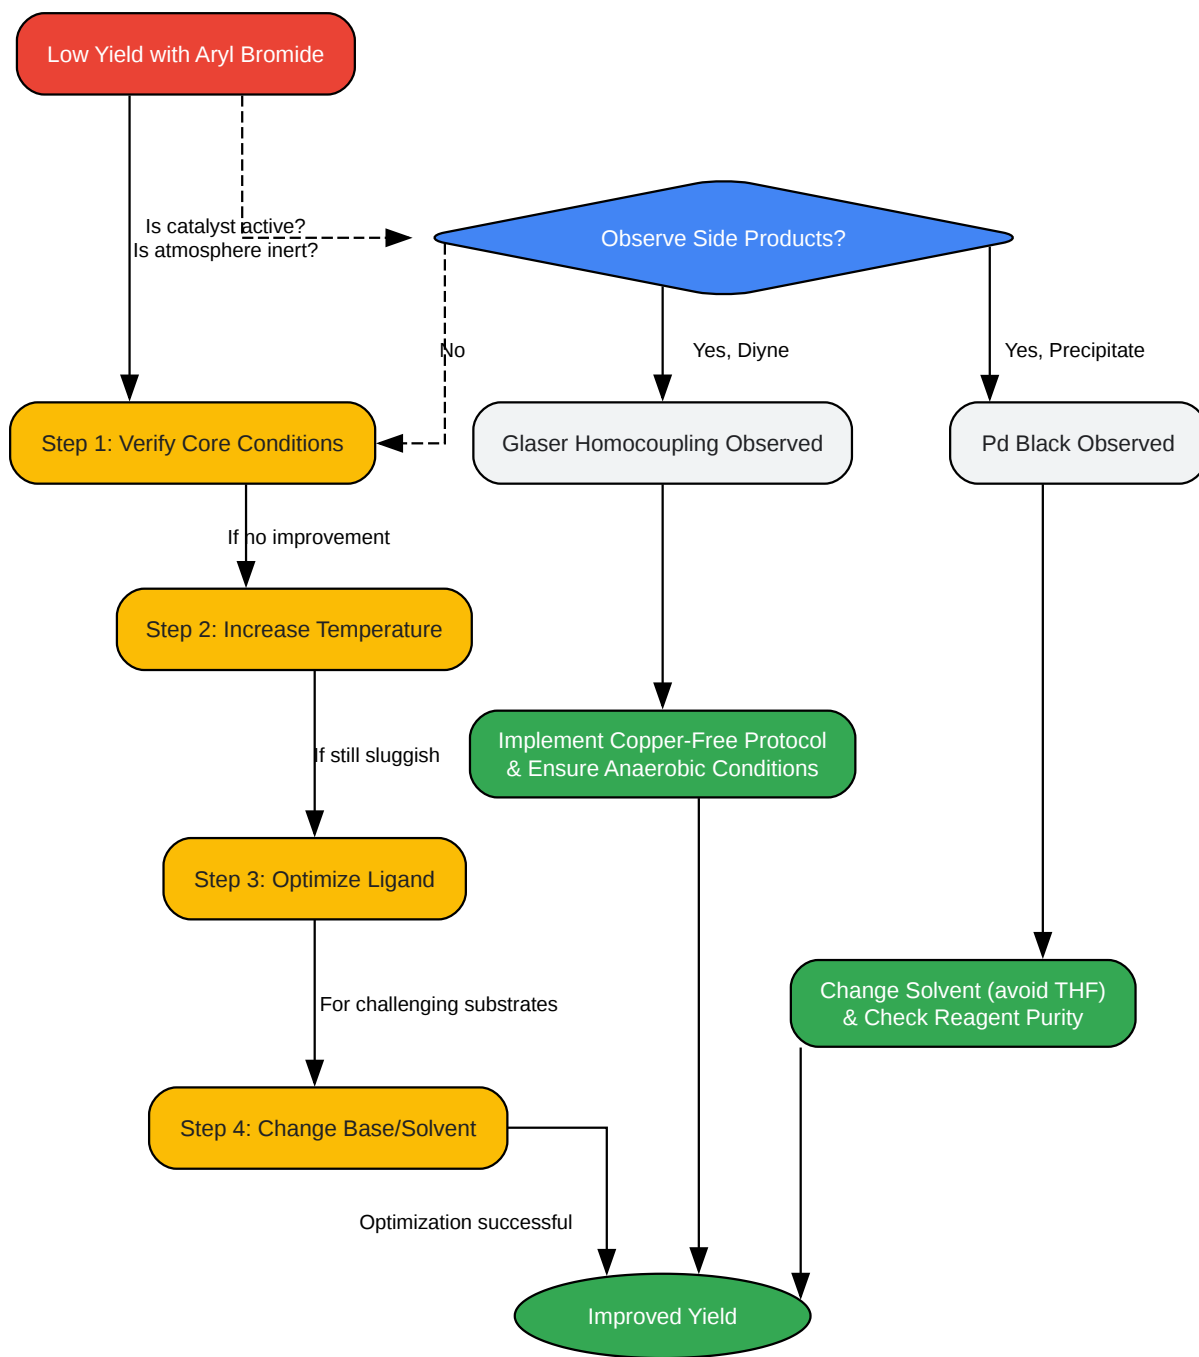 Low Yield with Aryl Bromide
Is catalyst active?
Is atmosphere inert?
Observe Side Products?
No
Yes, Diyne
Yes, Precipitate
Step 1: Verify Core Conditions
Glaser Homocoupling Observed
Pd Black Observed
If no improvement
Step 2: Increase Temperature
If still sluggish
Implement Copper-Free Protocol
& Ensure Anaerobic Conditions
Step 3: Optimize Ligand
For challenging substrates
Change Solvent (avoid THF)
& Check Reagent Purity
Step 4: Change Base/Solvent
Optimization successful
Improved Yield